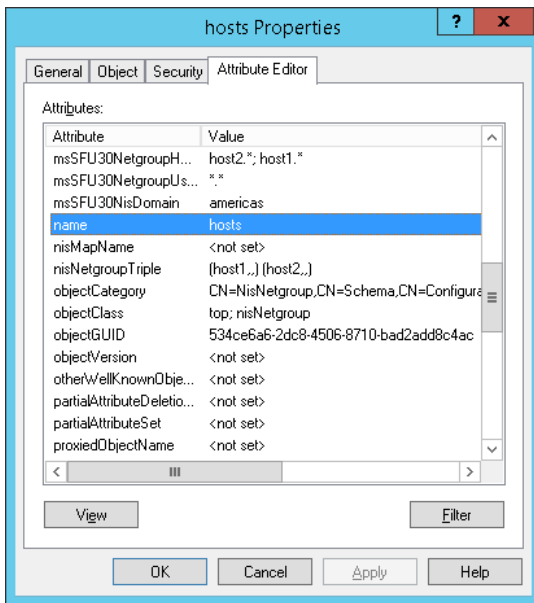 hosts Properties
? x
General Object Security Attribute Editor
Attributes:
Attribute Value
msSFU30NetgroupH... host2.*; host1.*
msSFU30NetgroupUs... *.*
msSFU30NisDomain americas
name hosts
nisMapName <not set>
nisNetgroupTriple (host1,,) (host2,,)
objectCategory CN=NisNetgroup,CN=Schema,CN=Configura
objectClass top; nisNetgroup
objectGUID 534ce6a6-2dc8-4506-8710-bad2add8c4ac
objectVersion <not set>
otherWellKnownObje... <not set>
partialAttributeDeletio... <not set>
partialAttributeSet <not set>
proxiedObjectName <not set>
View Filter
OK Cancel Apply Help